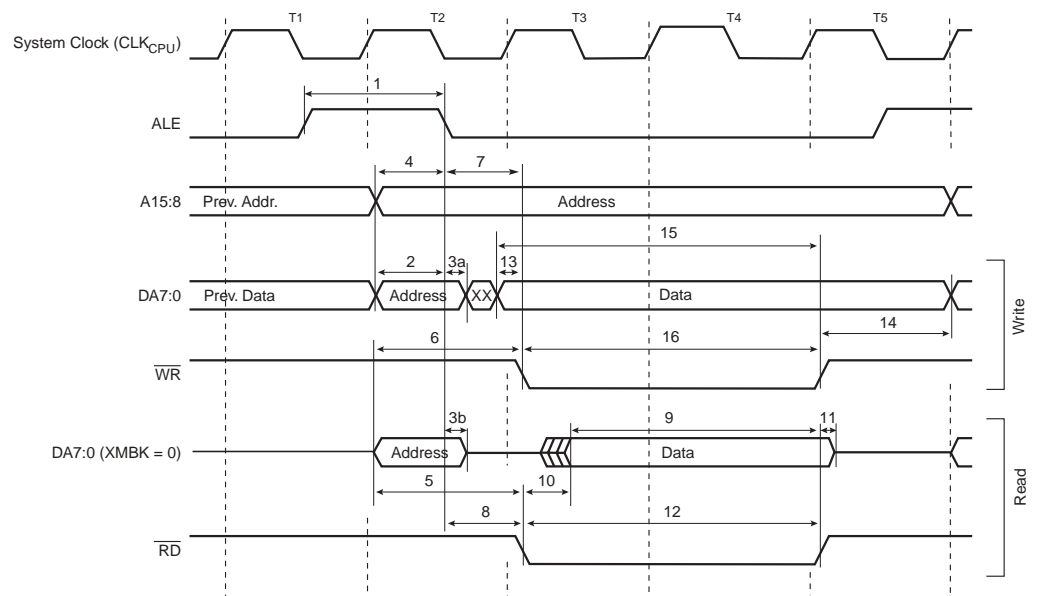 T1 T2 T3 T4 T5
System Clock (CLKCPU)
1
ALE
4 7
A15:8 Prev. Addr. Address
15
2 3a 13
DA7:0 Prev. Data Address XX Data
14
6 16
WR
Write
3b 9 11
DA7:0 (XMBK = 0) Address Data
5 10
8 12
RD
Read